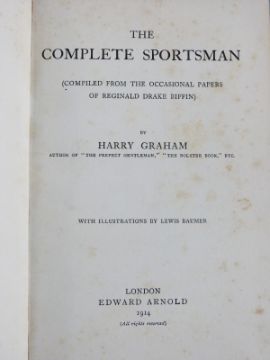 THE
COMPLETE SPORTSMAN
(COMPILED FROM THE OCCASIONAL PAPERS
OF REGINALD DRAKE BIFFIN)
BY
HARRY GRAHAM
AUTHOR OF "THE PERFECT GENTLEMAN," "THE BOLSTER BOOK," ETC.
WITH ILLUSTRATIONS BY LEWIS BAUMER
LONDON
EDWARD ARNOLD
1914
(All rights reserved)